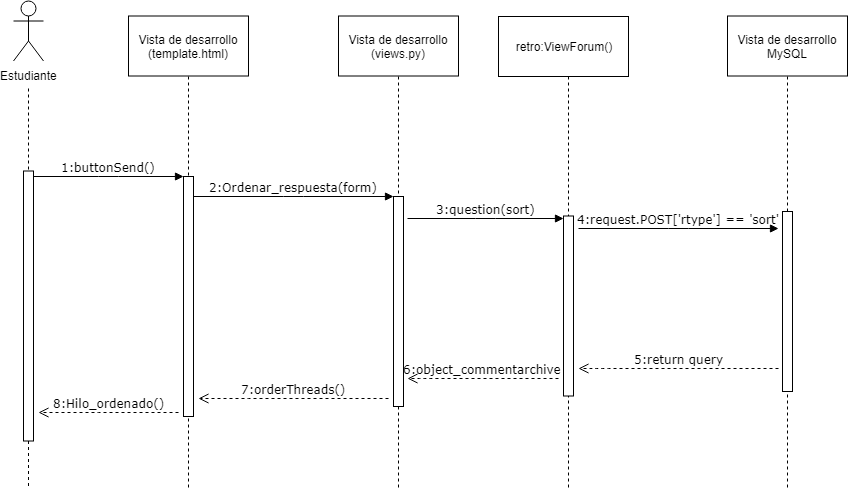 Estudiante
Vista de desarrollo
(template.html)
Vista de desarrollo
(views.py)
retro:ViewForum()
Vista de desarrollo
MySQL
1:buttonSend()
2:Ordenar_respuesta(form)
3:question(sort)
4:request.POST['rtype'] == 'sort'
5:return query
6:object_commentarchive
7:orderThreads()
8:Hilo_ordenado()